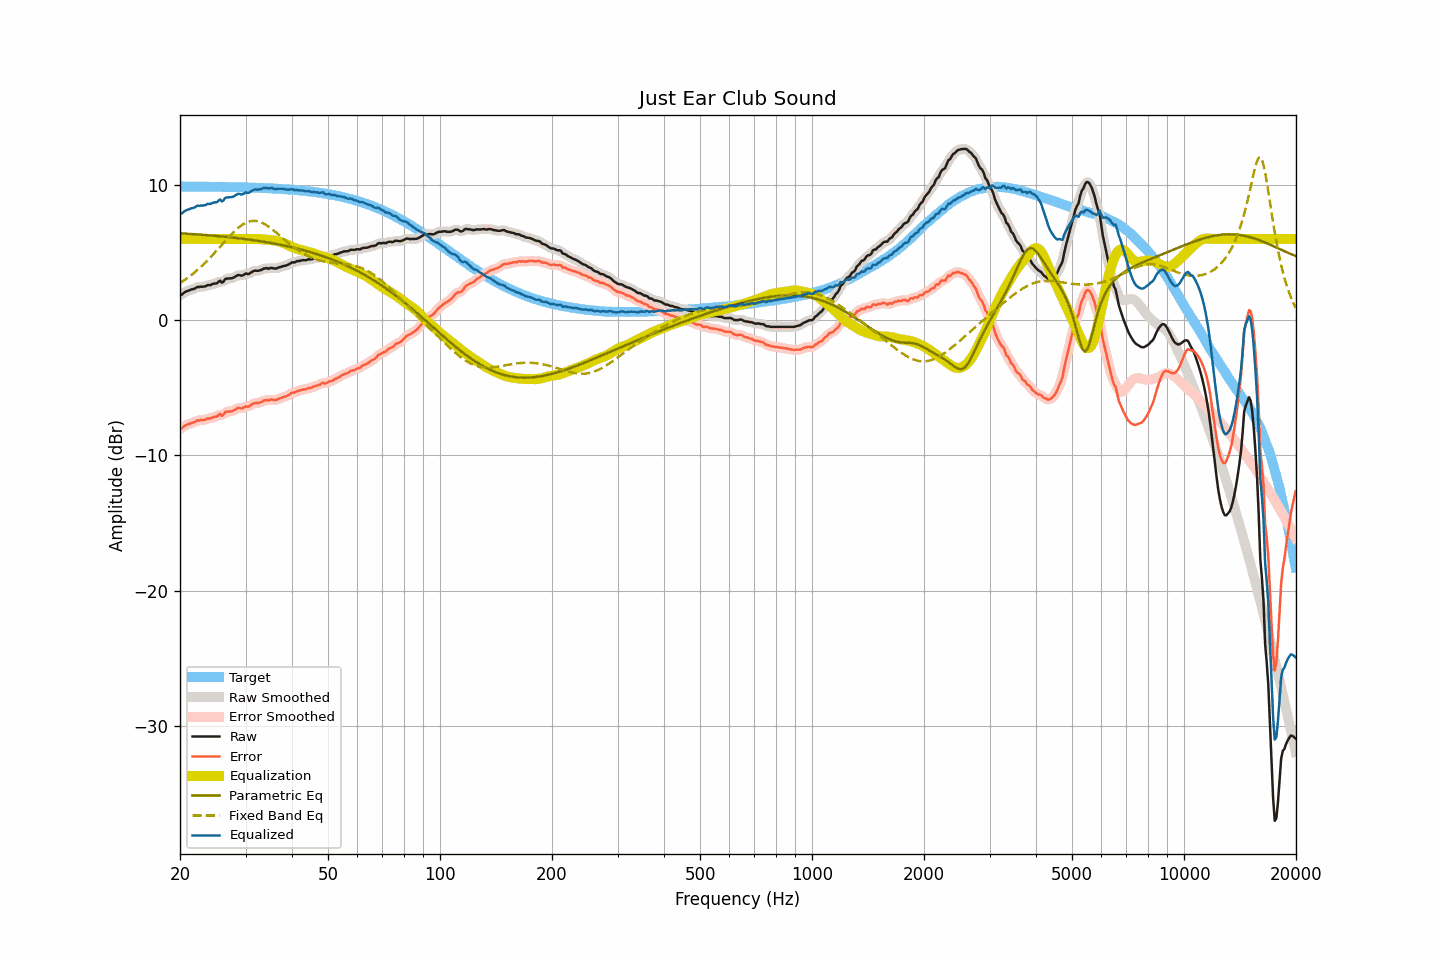 Just Ear Club Sound
Amplitude (dBr)
10
0
−10
−20
−30
Target
Raw Smoothed
Error Smoothed
Raw
Error
Equalization
Parametric Eq
Fixed Band Eq
Equalized
20 50 100 200 500 1000 2000 5000 10000 20000
Frequency (Hz)